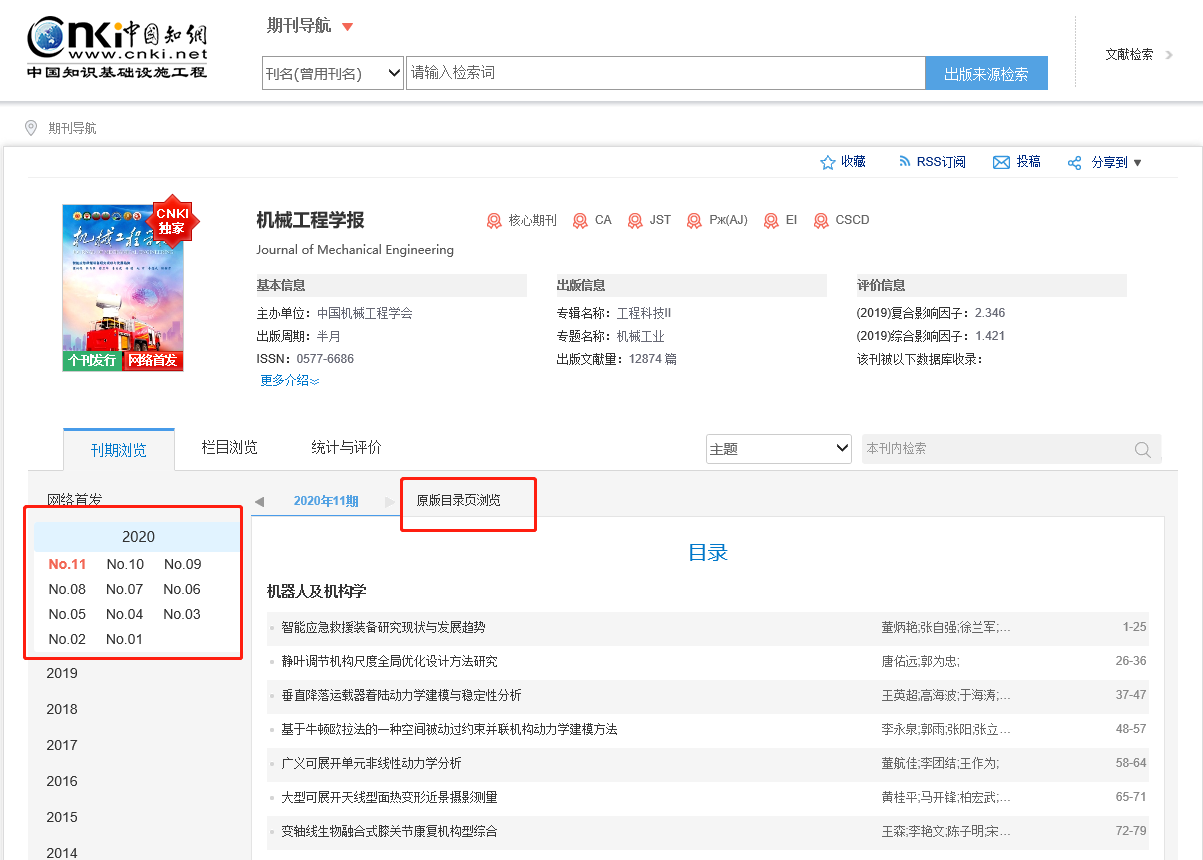 Cnki中国知網
www.cnki.net
中国知识基础设施工程
期刊导航
刊名(曾用刊名)
请输入检索词
出版来源检索
文献检索
期刊导航
收藏
RSS订阅
投稿
分享到
CNKI
独家
机械工程学报
个刊发行
网络首发
机械工程学报
核心期刊
CA
JST
Pж(AJ)
EI
CSCD
Journal of Mechanical Engineering
基本信息
主办单位：中国机械工程学会
出版周期：半月
ISSN：0577-6686
更多介绍
出版信息
专辑名称：工程科技II
专题名称：机械工业
出版文献量：12874 篇
评价信息
(2019)复合影响因子：2.346
(2019)综合影响因子：1.421
该刊被以下数据库收录：
刊期浏览
栏目浏览
统计与评价
主题
本刊内检索
网络首发
2020
No.11 No.10 No.09
No.08 No.07 No.06
No.05 No.04 No.03
No.02 No.01
2019
2018
2017
2016
2015
2014
2020年11期
原版目录页浏览
目录
机器人及机构学
智能应急救援装备研究现状与发展趋势 董炳艳;张自强;徐兰军;... 1-25
静叶调节机构尺度全局优化设计方法研究 唐佑远;郭为忠; 26-36
垂直降落运载器着陆动力学建模与稳定性分析 王英超;高海波;于海涛;... 37-47
基于牛顿欧拉法的一种空间被动过约束并联机构动力学建模方法 李永泉;郭雨;张阳;张立... 48-57
广义可展开单元非线性动力学分析 董航佳;李团结;王作为; 58-64
大型可展开天线型面热变形近景摄影测量 黄桂平;马开锋;柏宏武;... 65-71
变轴线生物融合式膝关节康复机构型综合 王森;李艳文;陈子明;宋... 72-79